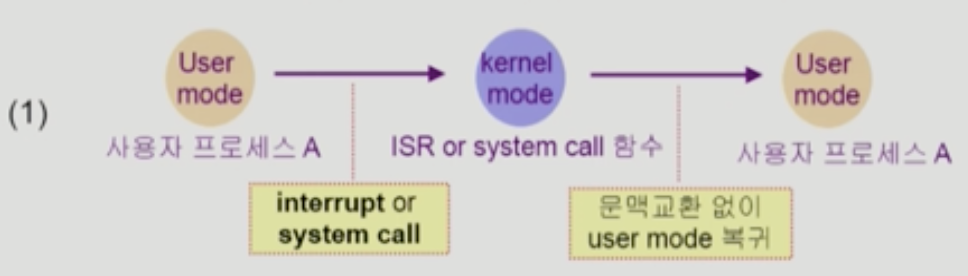 (1)
User
mode
사용자 프로세스 A
interrupt or
system call
kernel
mode
ISR or system call 함수
문맥교환 없이
user mode 복귀
User
mode
사용자 프로세스 A